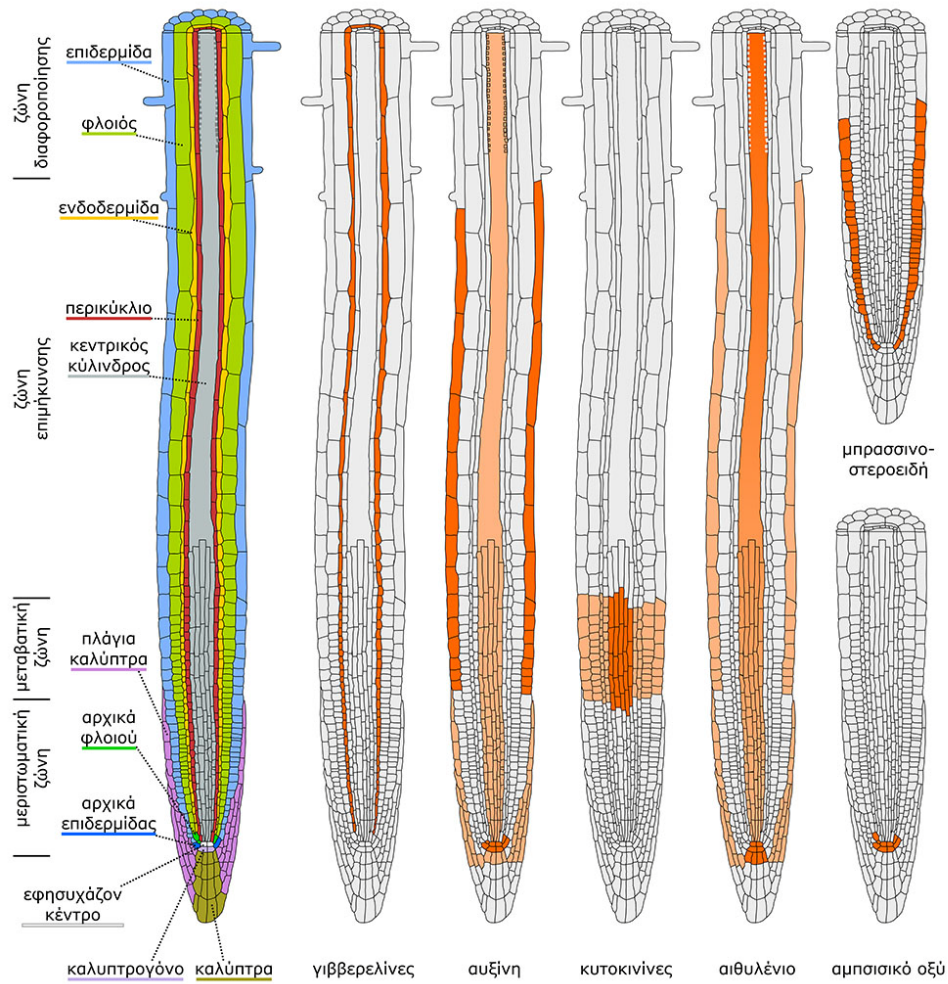 επιδερμίδα
φλοιός
ενδοδερμίδα
περικύκλιο
κεντρικός
κύλινδρος
πλάγια
καλύπτρα
αρχικά
φλοιού
αρχικά
επιδερμίδας
εφησυχάζον
κέντρο
καλυπτρογόνο
καλύπτρα
ζώνη
διαφοροποίησης
ζώνη
επιμήκυνσης
μεταβατική
ζώνη
μεριστωματική
ζώνη
γιββερελίνες
αυξίνη
κυτοκινίνες
αιθυλένιο
μπρασσινο-
στεροειδή
αμπσισικό οξύ